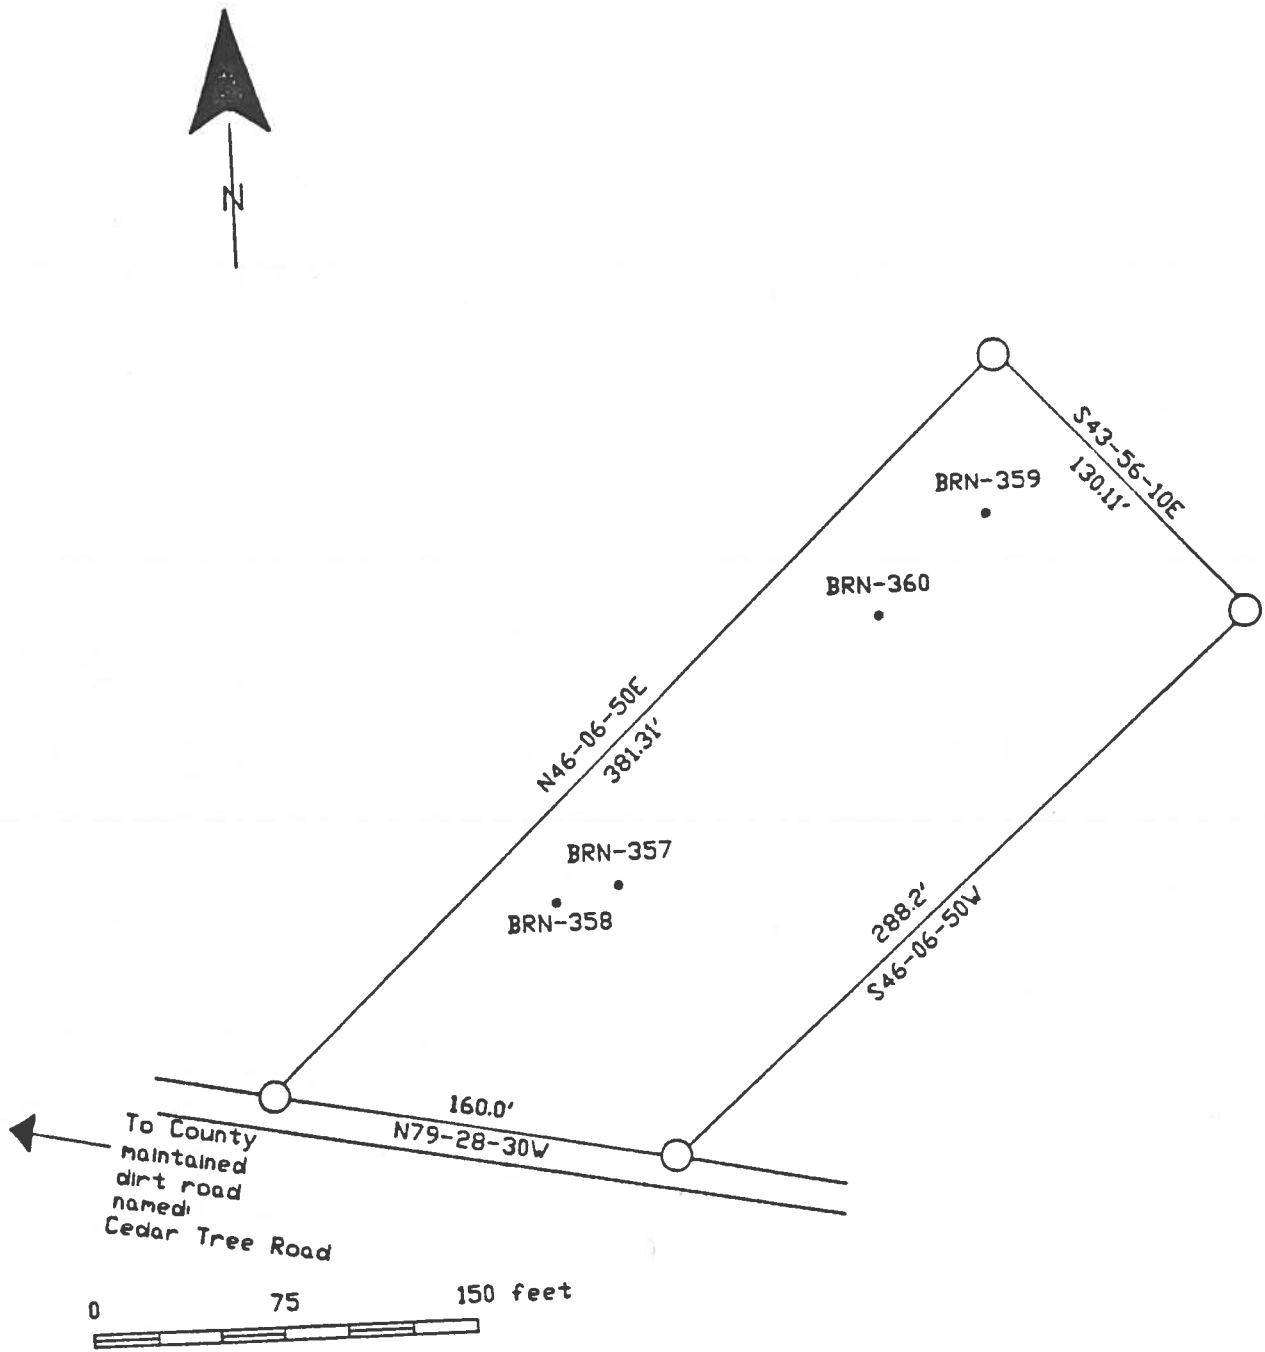 N
S43-56-10E
130.11'
BRN-359
BRN-360
N46-06-50E
381.31'
BRN-357
BRN-358
288.2'
S46-06-50W
160.0'
N79-28-30W
To County
maintained
dirt road
named:
Cedar Tree Road
0 75 150 feet